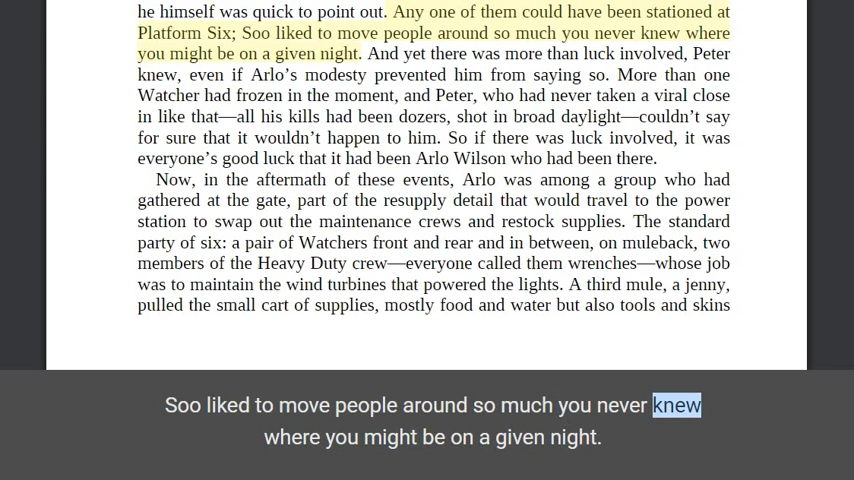 he himself was quick to point out. Any one of them could have been stationed at
Platform Six; Soo liked to move people around so much you never knew where
you might be on a given night. And yet there was more than luck involved, Peter
knew, even if Arlo’s modesty prevented him from saying so. More than one
Watcher had frozen in the moment, and Peter, who had never taken a viral close
in like that—all his kills had been dozers, shot in broad daylight—couldn’t say
for sure that it wouldn’t happen to him. So if there was luck involved, it was
everyone’s good luck that it had been Arlo Wilson who had been there.
Now, in the aftermath of these events, Arlo was among a group who had
gathered at the gate, part of the resupply detail that would travel to the power
station to swap out the maintenance crews and restock supplies. The standard
party of six: a pair of Watchers front and rear and in between, on muleback, two
members of the Heavy Duty crew—everyone called them wrenches—whose job
was to maintain the wind turbines that powered the lights. A third mule, a jenny,
pulled the small cart of supplies, mostly food and water but also tools and skins
Soo liked to move people around so much you never knew
where you might be on a given night.